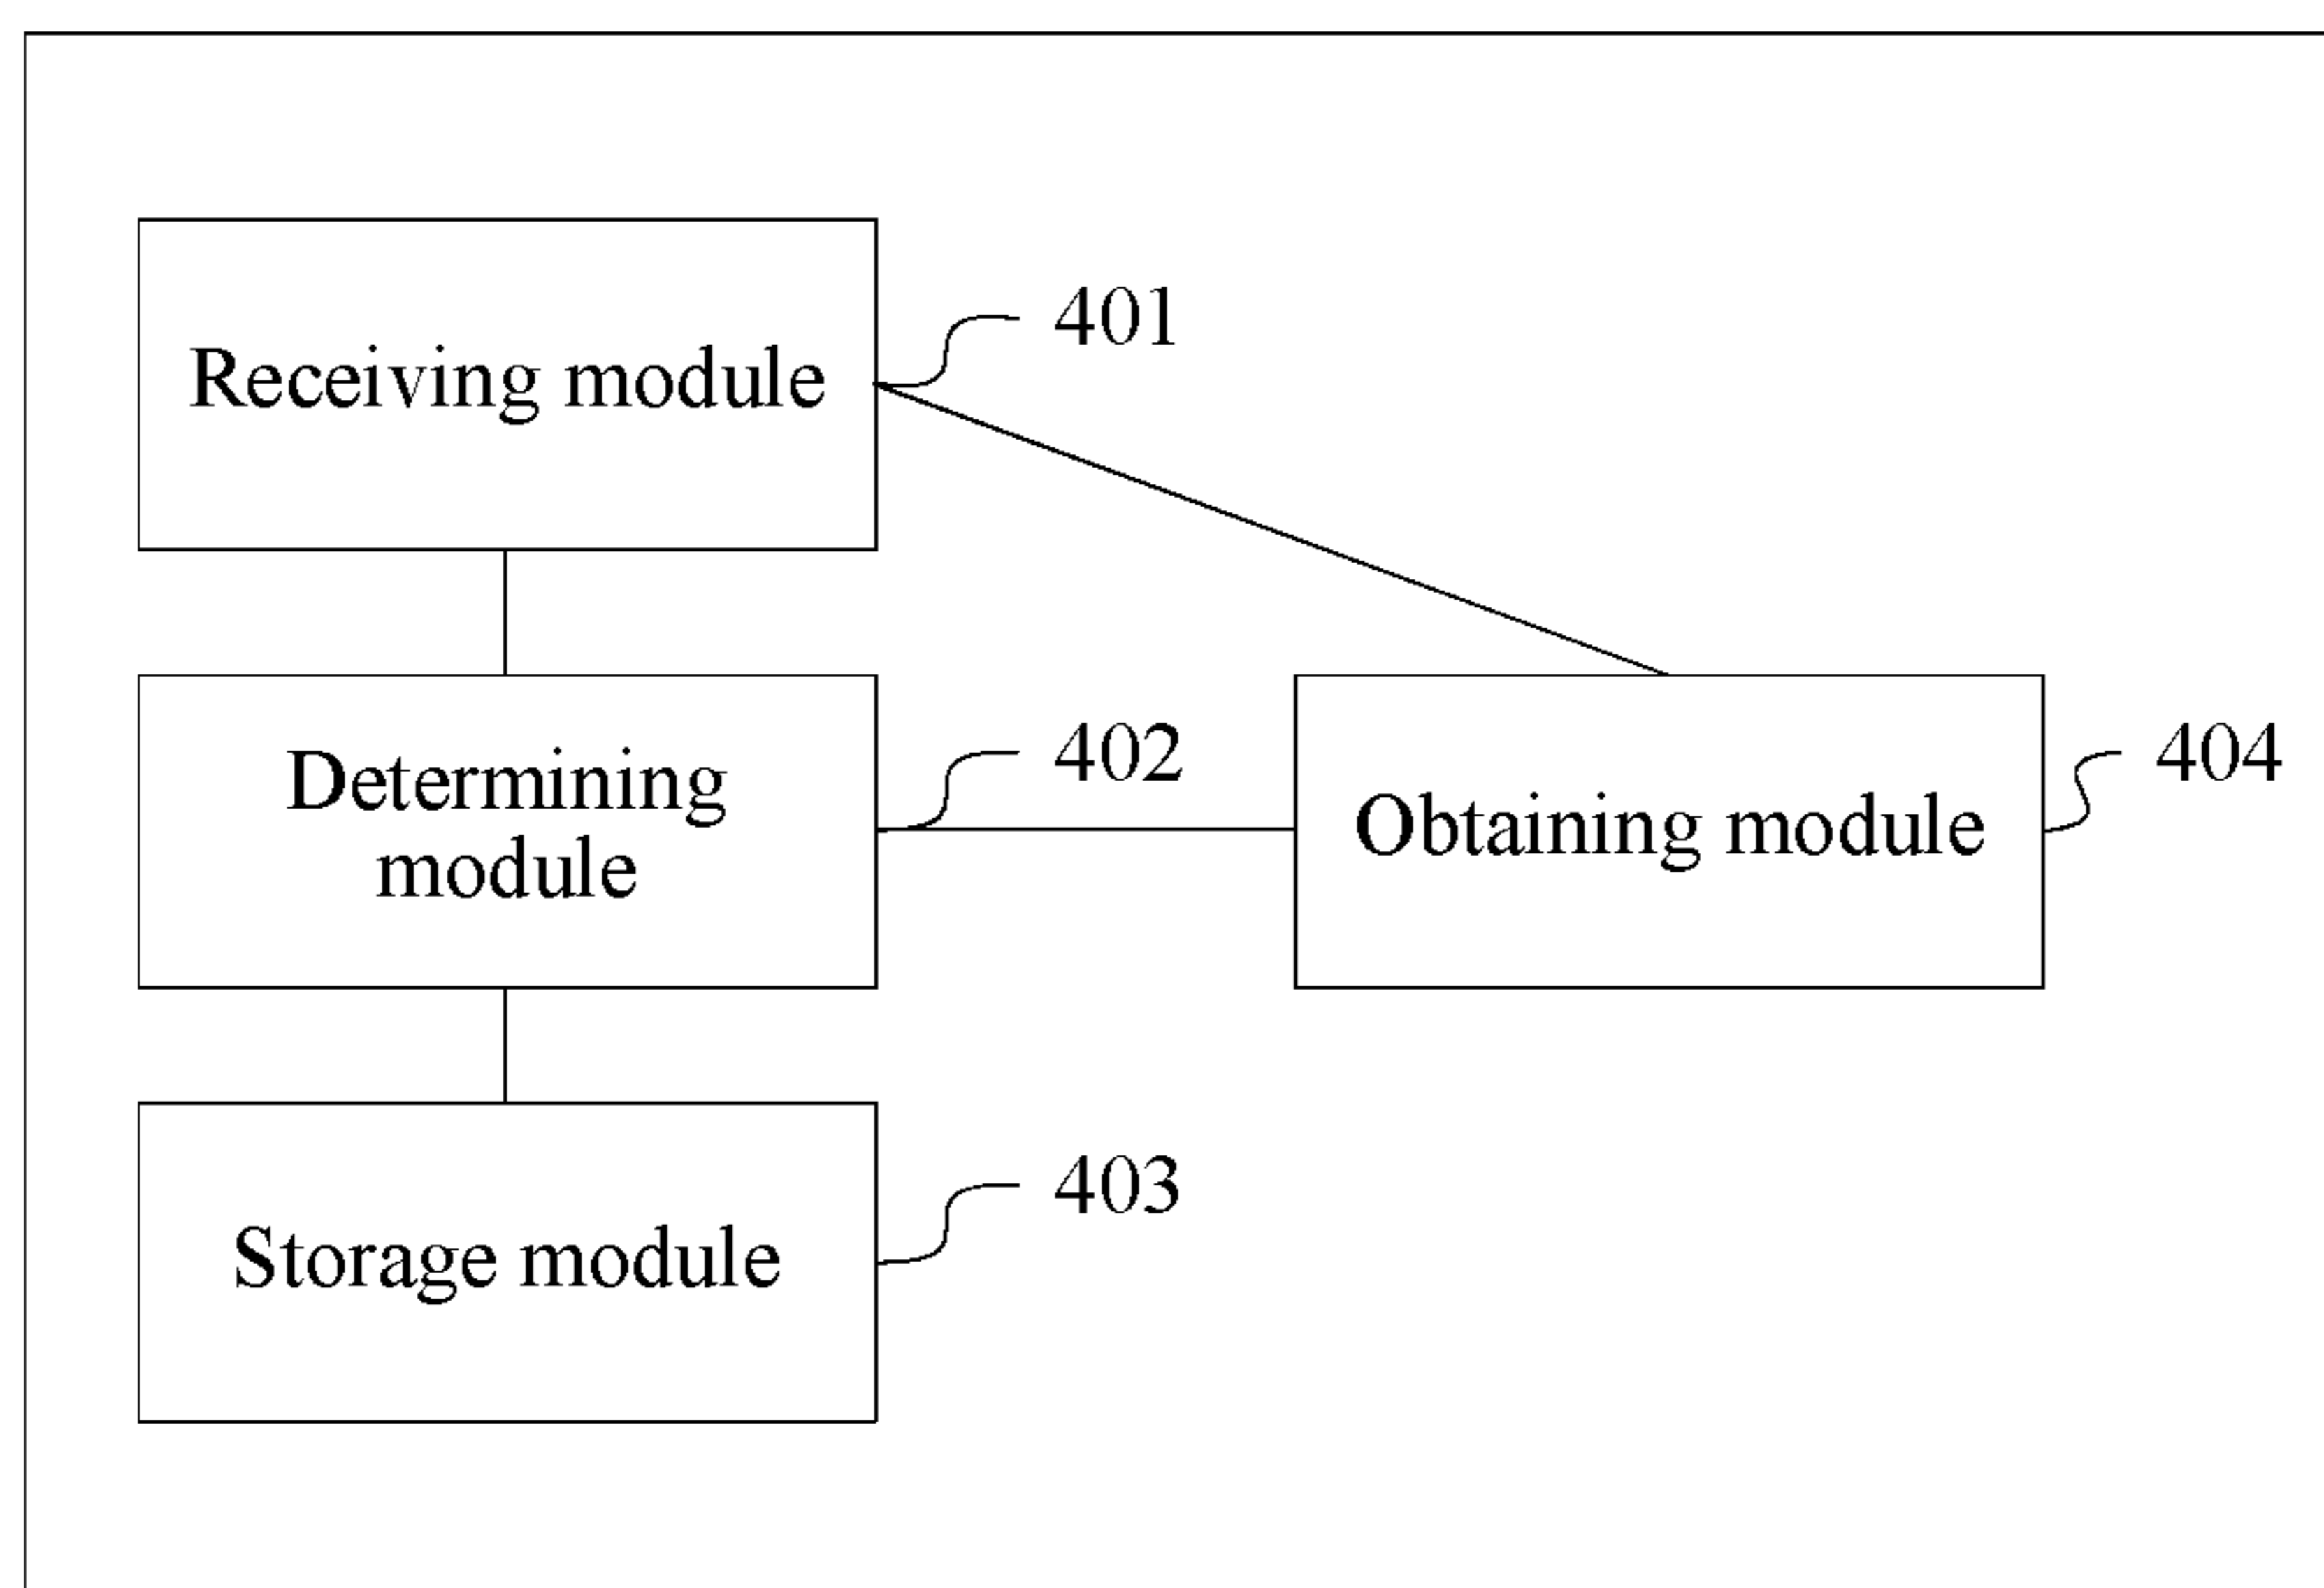 Receiving module
401
Determining
module
402
Obtaining module
404
Storage module
403